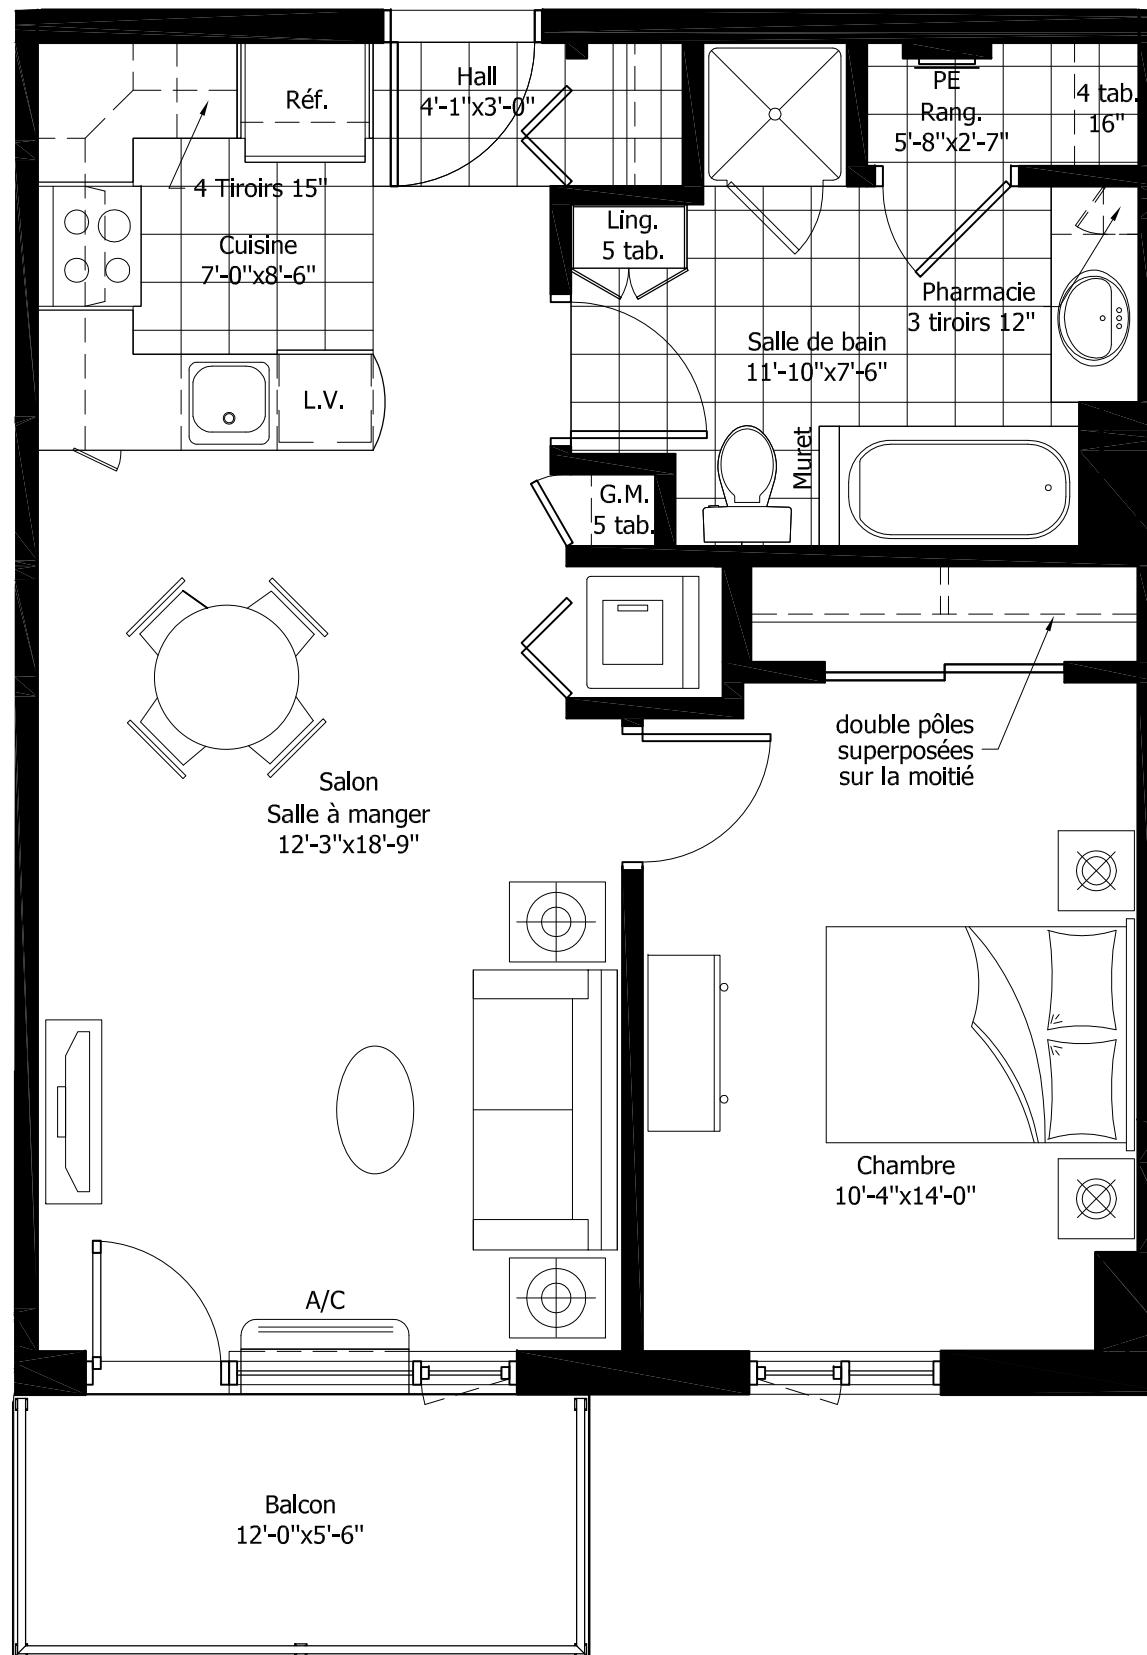 Hall
4'-1"x3'-0"
Réf.
PE
Rang.
5'-8"x2'-7"
4 tab.
16"
4 Tiroirs 15"
Cuisine
7'-0"x8'-6"
Ling.
5 tab.
Pharmacie
3 tiroirs 12"
Salle de bain
11'-10"x7'-6"
L.V.
Muret
G.M.
5 tab.
double pôles
superposées
sur la moitié
Salon
Salle à manger
12'-3"x18'-9"
Chambre
10'-4"x14'-0"
A/C
Balcon
12'-0"x5'-6"